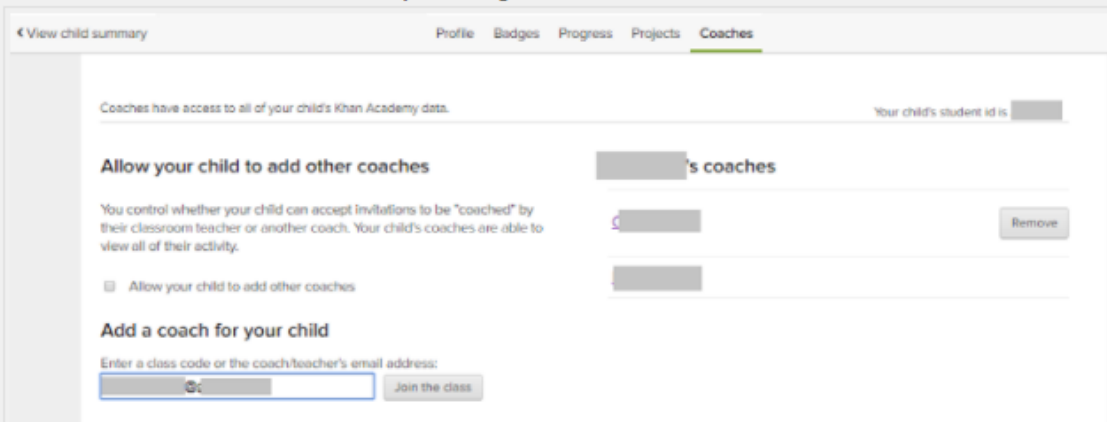 View child summary
Profile Badges Progress Projects Coaches
Coaches have access to all of your child's Khan Academy data.
Your child's student id is
Allow your child to add other coaches
You control whether your child can accept invitations to be "coached" by
their classroom teacher or another coach. Your child's coaches are able to
view all of their activity.
Allow your child to add other coaches
Add a coach for your child
Enter a class code or the coach/teacher's email address:
@
Join the class
's coaches
Remove